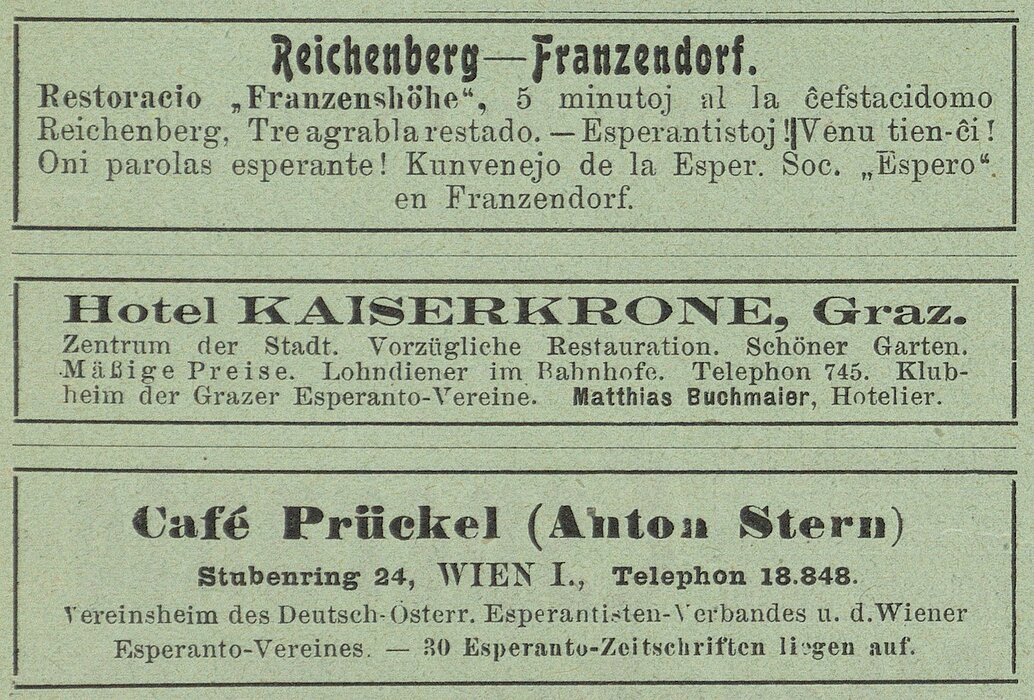 Reichenberg—Franzendorf.
Restoracio „Franzenshöhe“, 5 minutoj al la ĉefstacidomo
Reichenberg, Tre agrabla restado. — Esperantistoj! Venu tien-ĉi!
Oni parolas esperante! Kunvenejo de la Esper. Soc. „Espero“
en Franzendorf.
Hotel KAISERKRONE, Graz.
Zentrum der Stadt. Vorzügliche Restauration. Schöner Garten.
Mäßige Preise. Lohndiener im Bahnhofe. Telephon 745. Klub-
heim der Grazer Esperanto-Vereine. Matthias Buchmaier, Hotelier.
Café Prückel (Anton Stern)
Stubenring 24, WIEN I., Telephon 18.848.
Vereinsheim des Deutsch-Österr. Esperantisten-Verbandes u. d. Wiener
Esperanto-Vereines. — 30 Esperanto-Zeitschriften liegen auf.